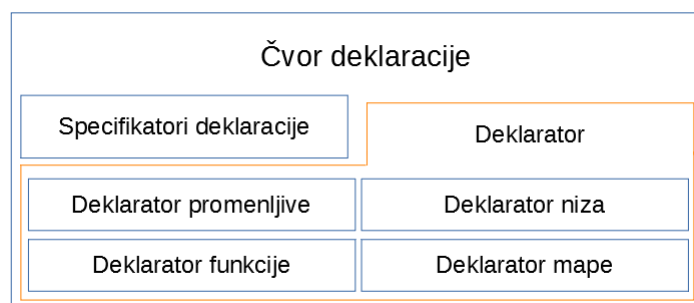 Čvor deklaracije
Specifikatori deklaracije
Deklarator
Deklarator promenljive
Deklarator niza
Deklarator funkcije
Deklarator mape